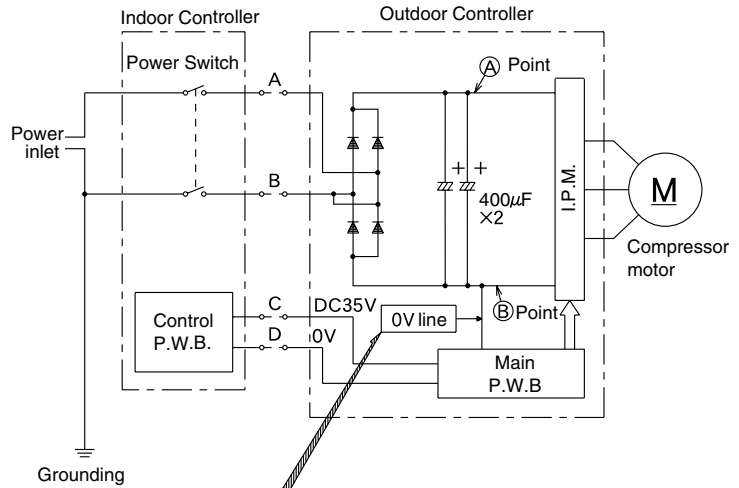 Indoor Controller
Outdoor Controller
Power Switch
A
A Point
Power
inlet
B
+ +
400µF
×2
I.P.M.
M
Compressor
motor
C
DC35V
B Point
Control
P.W.B.
D
0V
0V line
Main
P.W.B
Grounding